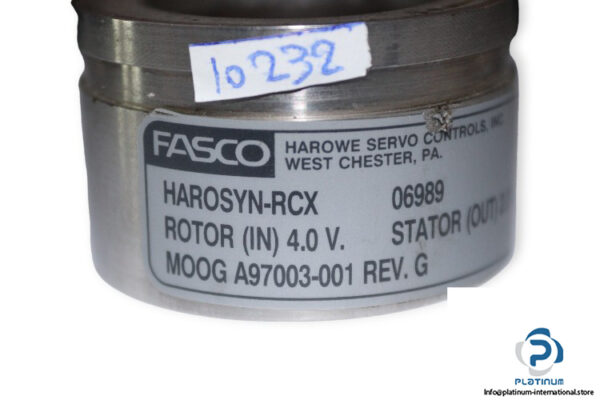 10232
FASCO
HAROWE SERVO CONTROLS, INC
WEST CHESTER, PA.
HAROSYN-RCX 06989
ROTOR (IN) 4.0 V. STATOR (OUT)
MOOG A97003-001 REV. G
PLATINUM
info@platinum-international.store